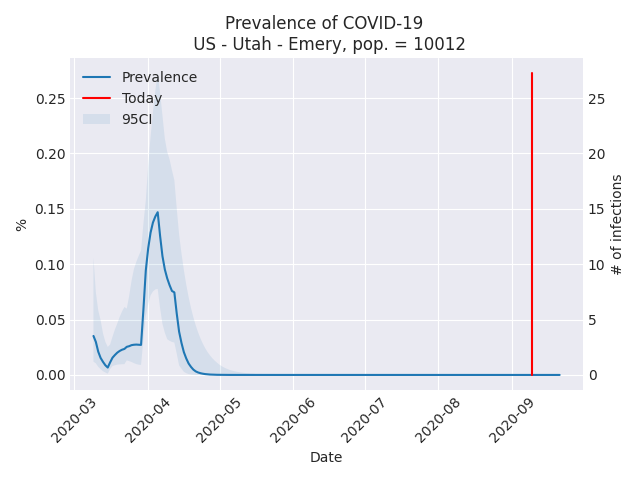 Prevalence of COVID-19
US - Utah - Emery, pop. = 10012
Prevalence
Today
95CI
0.25
0.20
0.15
0.10
0.05
0.00
%
25
20
15
10
5
0
# of infections
2020-03
2020-04
2020-05
2020-06
2020-07
2020-08
2020-09
Date